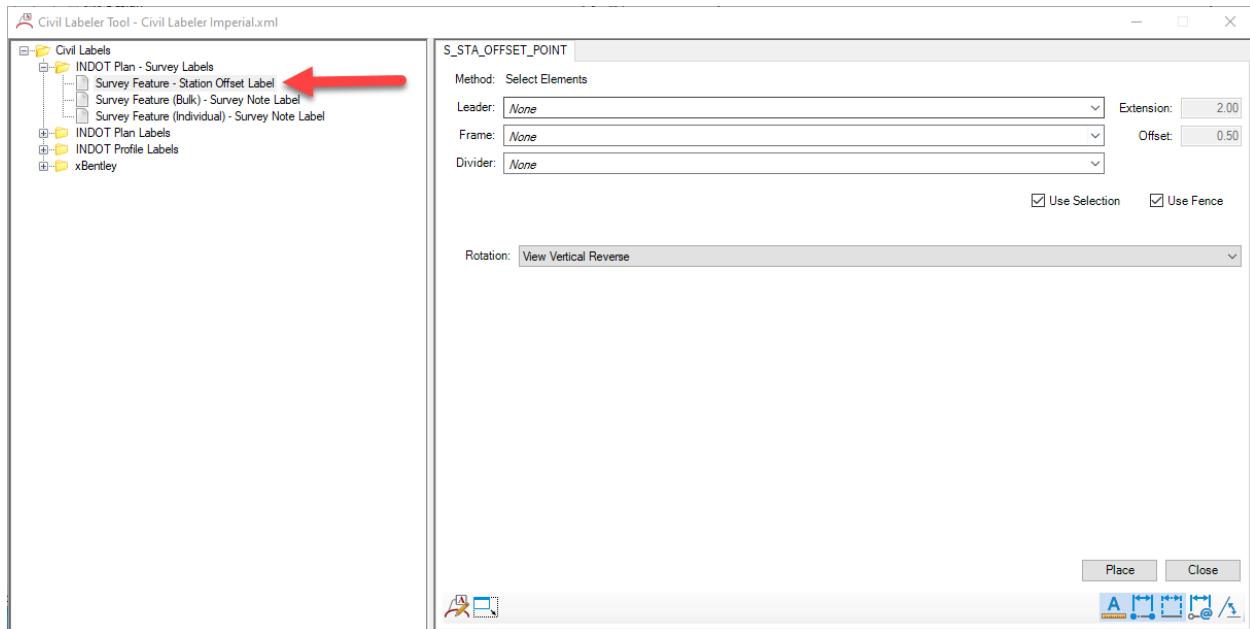 Civil Labeler Tool - Civil Labeler Imperial.xml
Civil Labels
INDOT Plan - Survey Labels
Survey Feature - Station Offset Label
Survey Feature (Bulk) - Survey Note Label
Survey Feature (Individual) - Survey Note Label
INDOT Plan Labels
INDOT Profile Labels
xBentley
S_STA_OFFSET_POINT
Method: Select Elements
Leader: None Extension: 2.00
Frame: None Offset: 0.50
Divider: None
Use Selection Use Fence
Rotation: View Vertical Reverse
Place Close